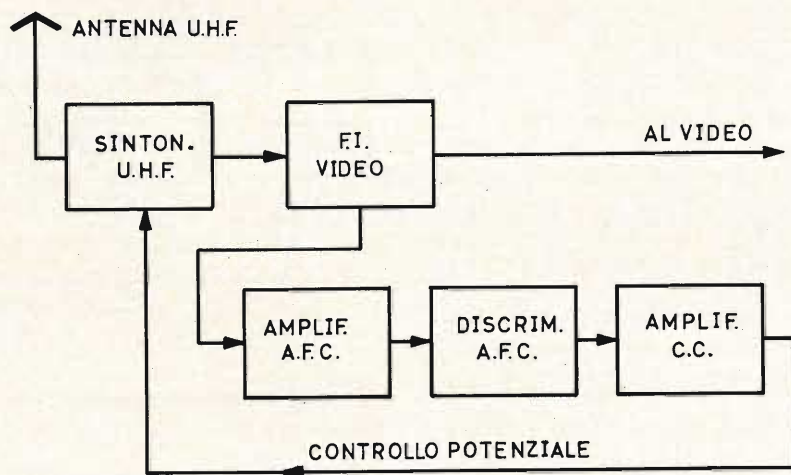 ANTENNA U.H.F.
SINTON.
U.H.F.
F.I.
VIDEO
AL VIDEO
AMPLIF.
A.F.C.
DISCRIM.
A.F.C.
AMPLIF.
C.C.
CONTROLLO POTENZIALE